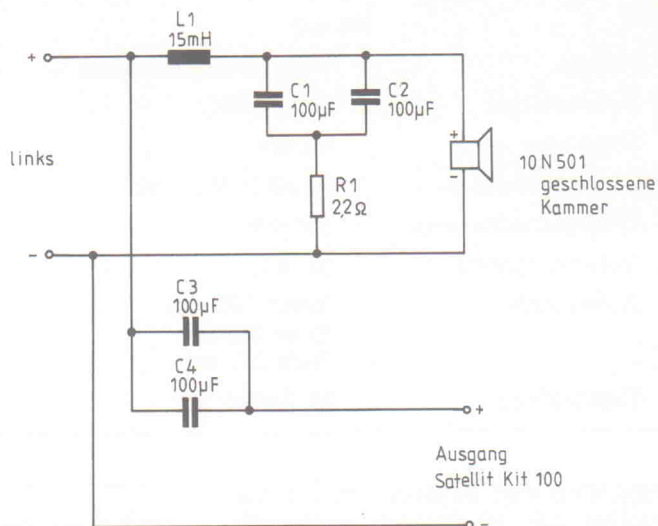 L1
15mH
+
C1
100µF
C2
100µF
+
-
links
10 N 501
geschlossene
Kammer
R1
2,2Ω
-
C3
100µF
C4
100µF
+
Ausgang
Satellit Kit 100
-